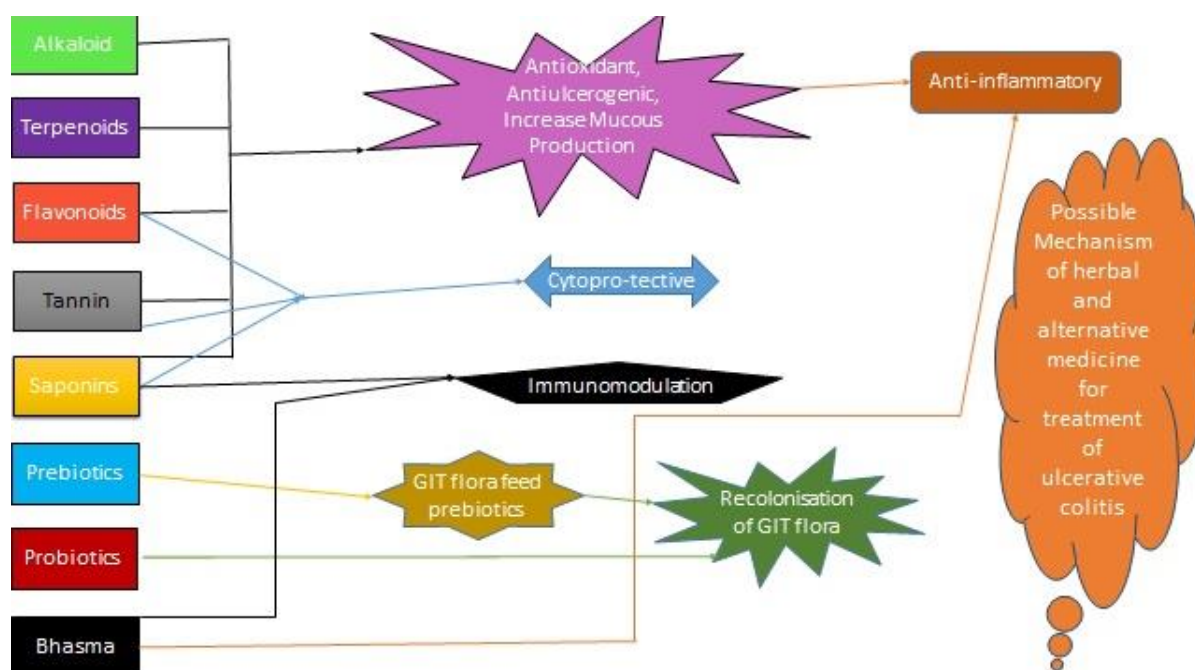 Alkaloid
Terpenoids
Flavonoids
Tannin
Saponins
Prebiotics
Probiotics
Bhasma
Antioxidant,
Antiulcerogenic,
Increase Mucous
Production
Anti-inflammatory
Cytopro-tective
Immunomodulation
GIT flora feed
prebiotics
Recolonisation
of GIT flora
Possible
Mechanism
of herbal
and
alternative
medicine
for
treatment
of
ulcerative
colitis